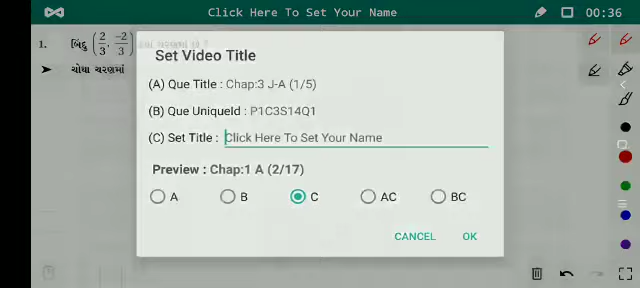 Click Here To Set Your Name
00:36
1. બિંદુ (2/3, -2/3)
➤ ચોથા ચરણમાં
Set Video Title
(A) Que Title : Chap:3 J-A (1/5)
(B) Que UniqueId : P1C3S14Q1
(C) Set Title : Click Here To Set Your Name
Preview : Chap:1 A (2/17)
A B C AC BC
CANCEL OK